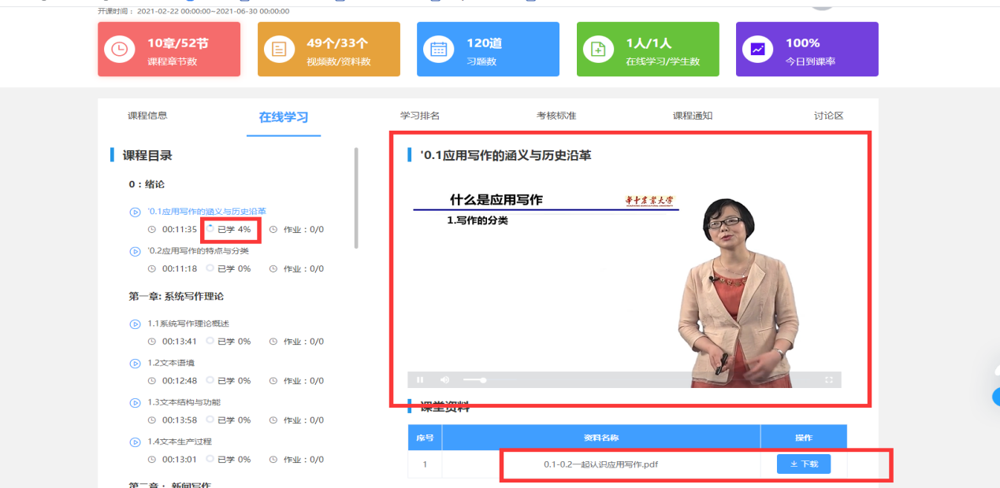 开课时间： 2021-02-22 00:00:00~2021-06-30 00:00:00
10章/52节
课程章节数
49个/33个
视频数/资料数
120道
习题数
1人/1人
在线学习/学生数
100%
今日到课率
课程信息
在线学习
学习排名
考核标准
课程通知
讨论区
课程目录
0：绪论
'0.1应用写作的涵义与历史沿革
00:11:35 已学 4% 作业：0/0
'0.2应用写作的特点与分类
00:11:18 已学 0% 作业：0/0
第一章: 系统写作理论
1.1系统写作理论概述
00:13:41 已学 0% 作业：0/0
1.2文本语境
00:12:48 已学 0% 作业：0/0
1.3文本结构与功能
00:13:58 已学 0% 作业：0/0
1.4文本生产过程
00:13:01 已学 0% 作业：0/0
第二章： 新闻写作
'0.1应用写作的涵义与历史沿革
什么是应用写作
1.写作的分类
课堂资料
序号 资料名称 操作
1 0.1-0.2一起认识应用写作.pdf 下载